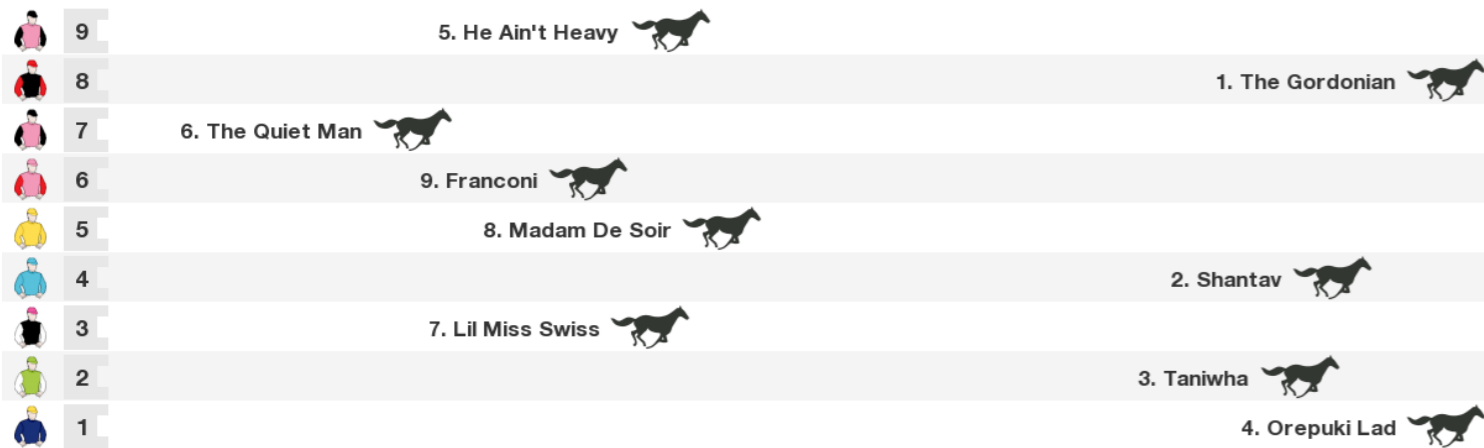 9 5. He Ain't Heavy
8 1. The Gordonian
7 6. The Quiet Man
6 9. Franconi
5 8. Madam De Soir
4 2. Shantav
3 7. Lil Miss Swiss
2 3. Taniwha
1 4. Orepuki Lad